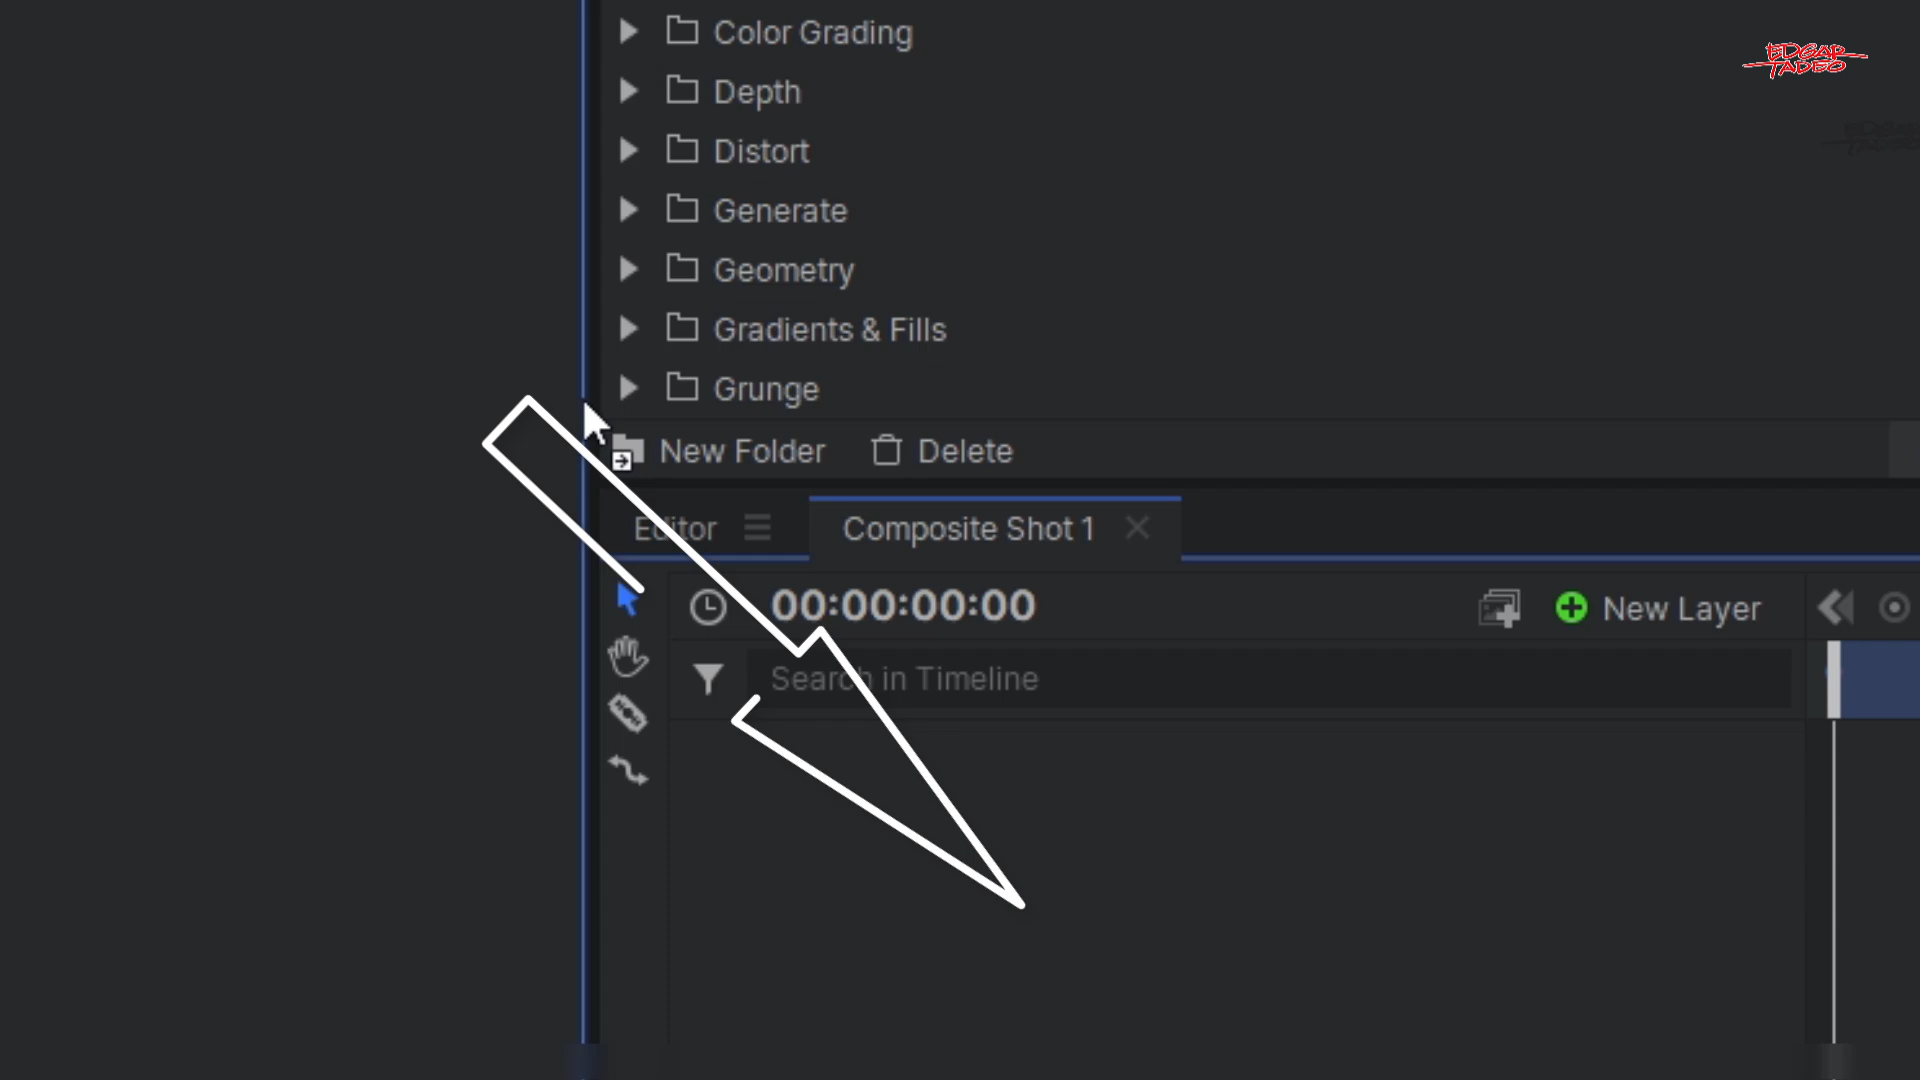 Color Grading
EDGAR
TADEO
Depth
Distort
Generate
Geometry
Gradients & Fills
Grunge
New Folder
Delete
Editor
Composite Shot 1
00:00:00:00
New Layer
Search in Timeline